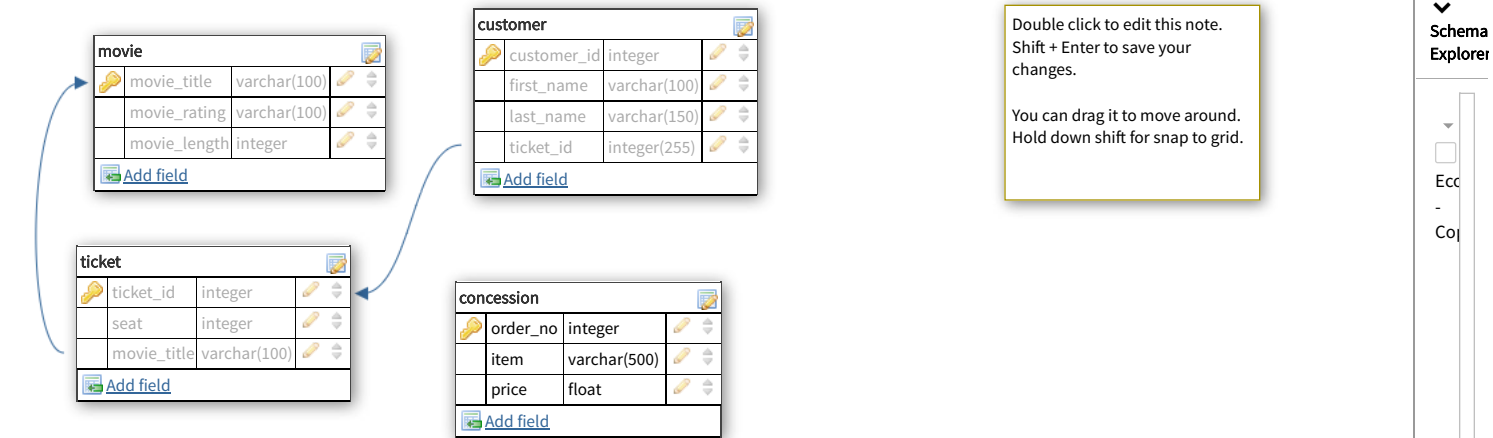 movie
movie_title varchar(100)
movie_rating varchar(100)
movie_length integer
Add field
customer
customer_id integer
first_name varchar(100)
last_name varchar(150)
ticket_id integer(255)
Add field
ticket
ticket_id integer
seat integer
movie_title varchar(100)
Add field
concession
order_no integer
item varchar(500)
price float
Add field
Double click to edit this note.
Shift + Enter to save your
changes.
You can drag it to move around.
Hold down shift for snap to grid.
Schema
Explorer
-